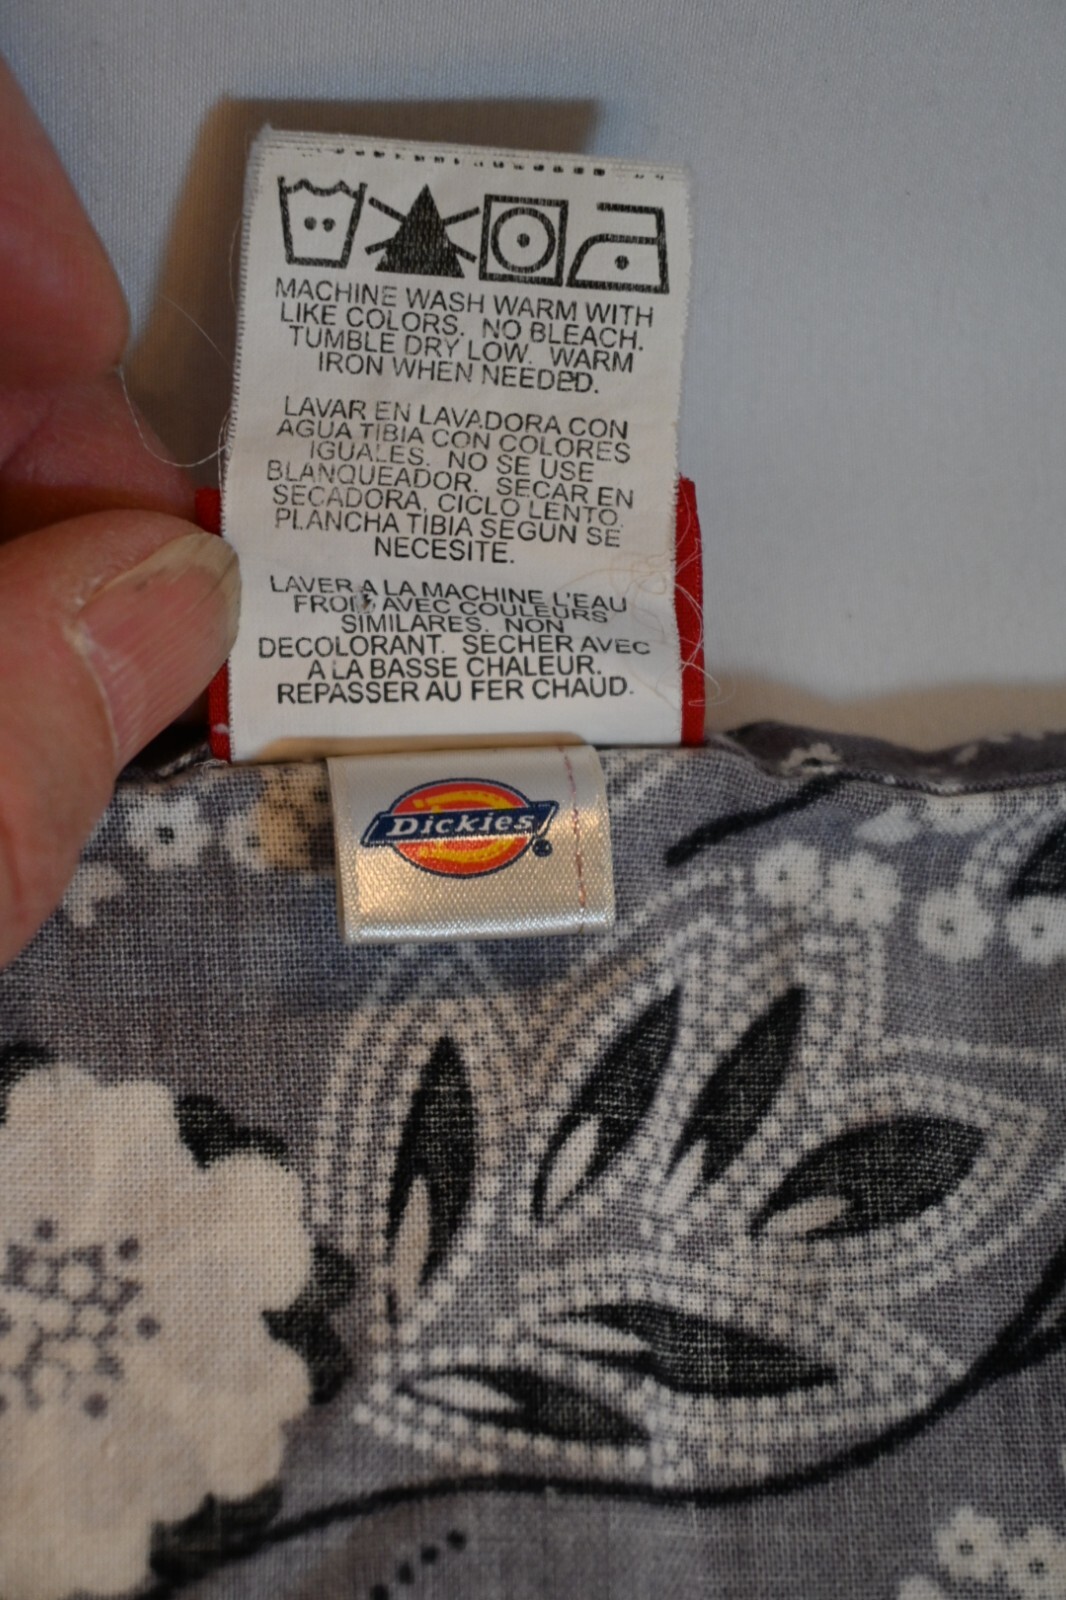 MACHINE WASH WARM WITH
LIKE COLORS. NO BLEACH.
TUMBLE DRY LOW. WARM
IRON WHEN NEEDED.
LAVAR EN LAVADORA CON
AGUA TIBIA CON COLORES
IGUALES. NO SE USE
BLANQUEADOR. SECAR EN
SECADORA, CICLO LENTO.
PLANCHA TIBIA SEGUN SE
NECESITE.
LAVER A LA MACHINE L'EAU
FROID AVEC COULEURS
SIMILARES. NON
DECOLORANT. SECHER AVEC
A LA BASSE CHALEUR.
REPASSER AU FER CHAUD.
Dickies®